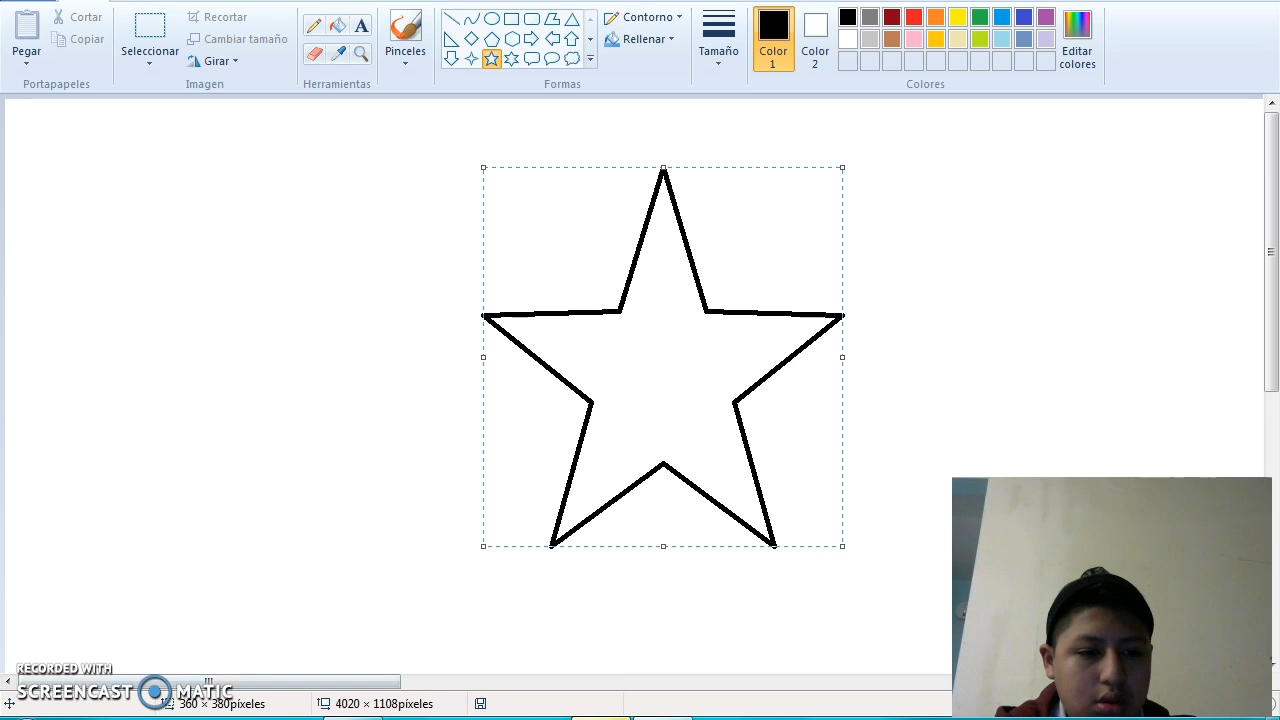 Pegar
Cortar
Copiar
Portapapeles
Seleccionar
Recortar
Cambiar tamaño
Girar
Imagen
A
Herramientas
Pinceles
Contorno
Rellenar
Formas
Tamaño
Color
1
Color
2
Editar
colores
Colores
RECORDED WITH
SCREENCAST MATIC
360 × 380píxeles
4020 × 1108píxeles